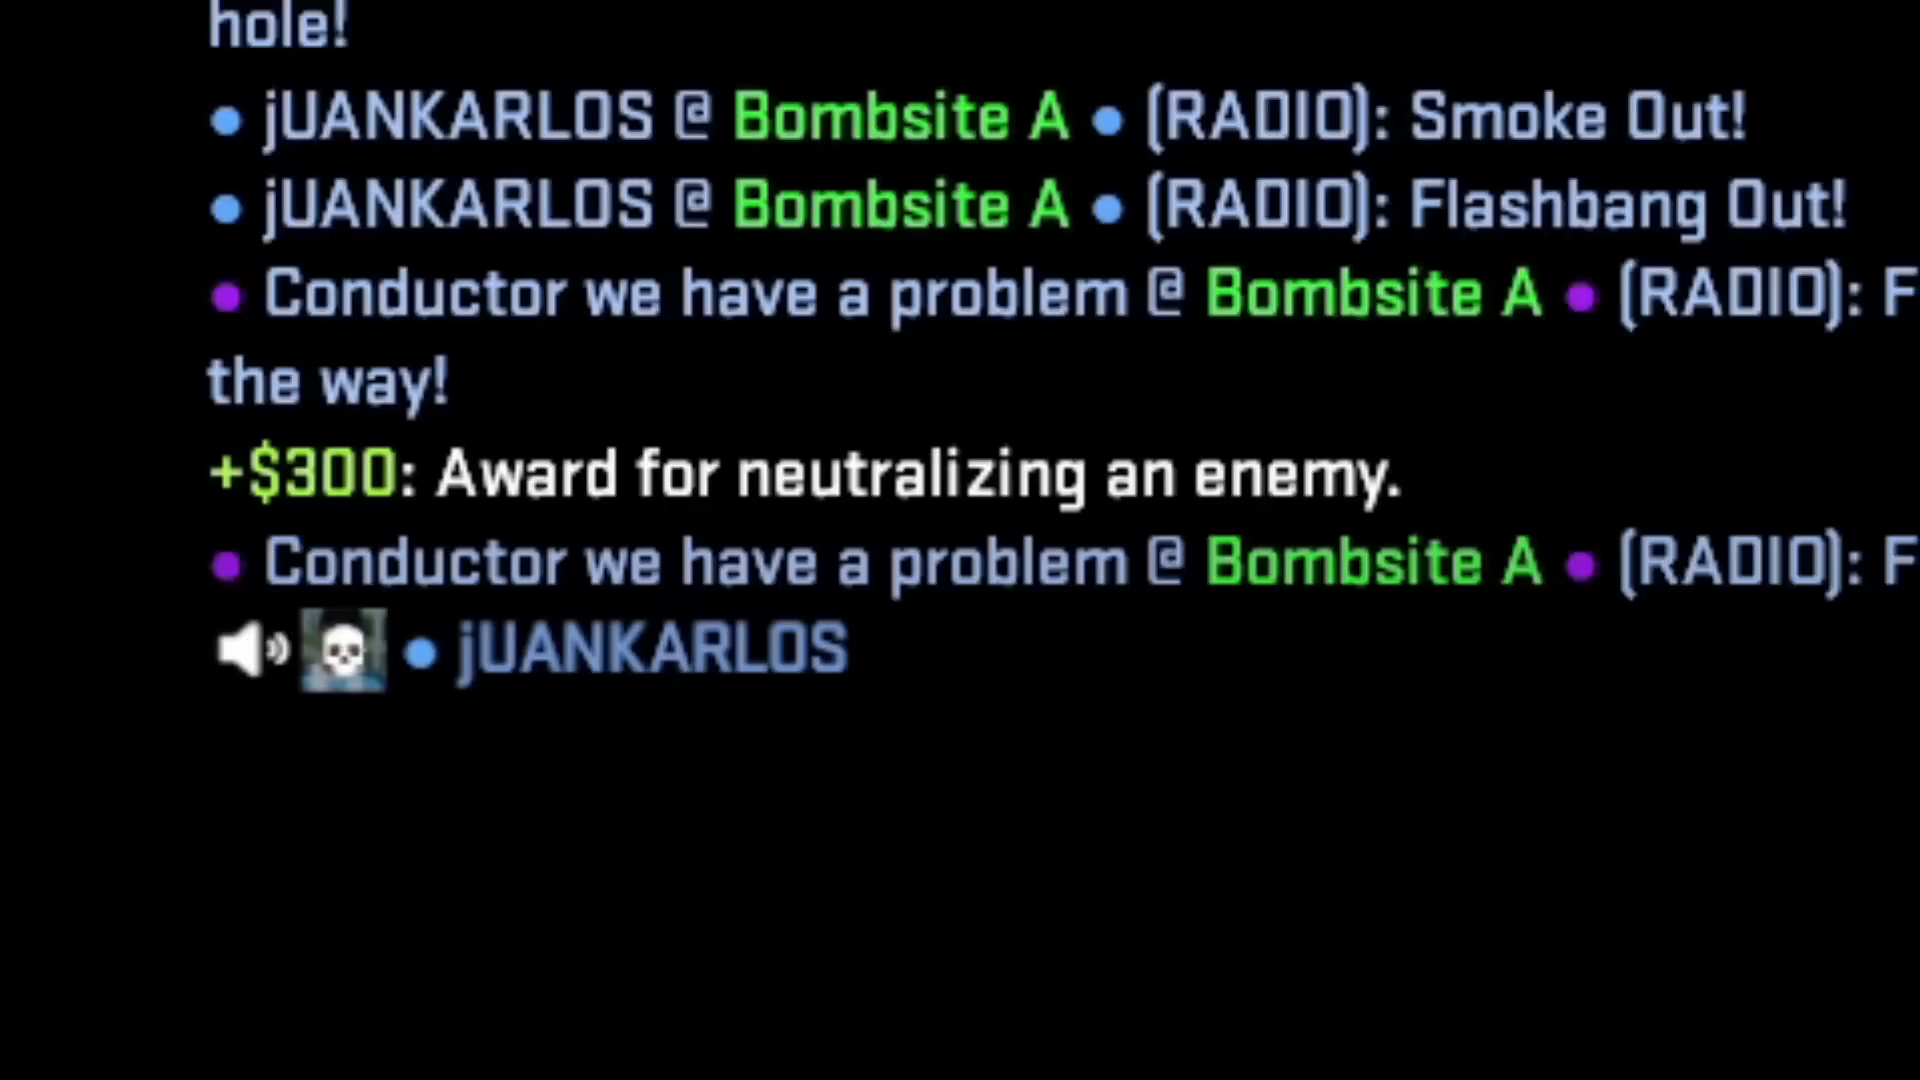 hole!
• jUANKARLOS @ Bombsite A • (RADIO): Smoke Out!
• jUANKARLOS @ Bombsite A • (RADIO): Flashbang Out!
• Conductor we have a problem @ Bombsite A • (RADIO): F
the way!
+$300: Award for neutralizing an enemy.
• Conductor we have a problem @ Bombsite A • (RADIO): F
• jUANKARLOS